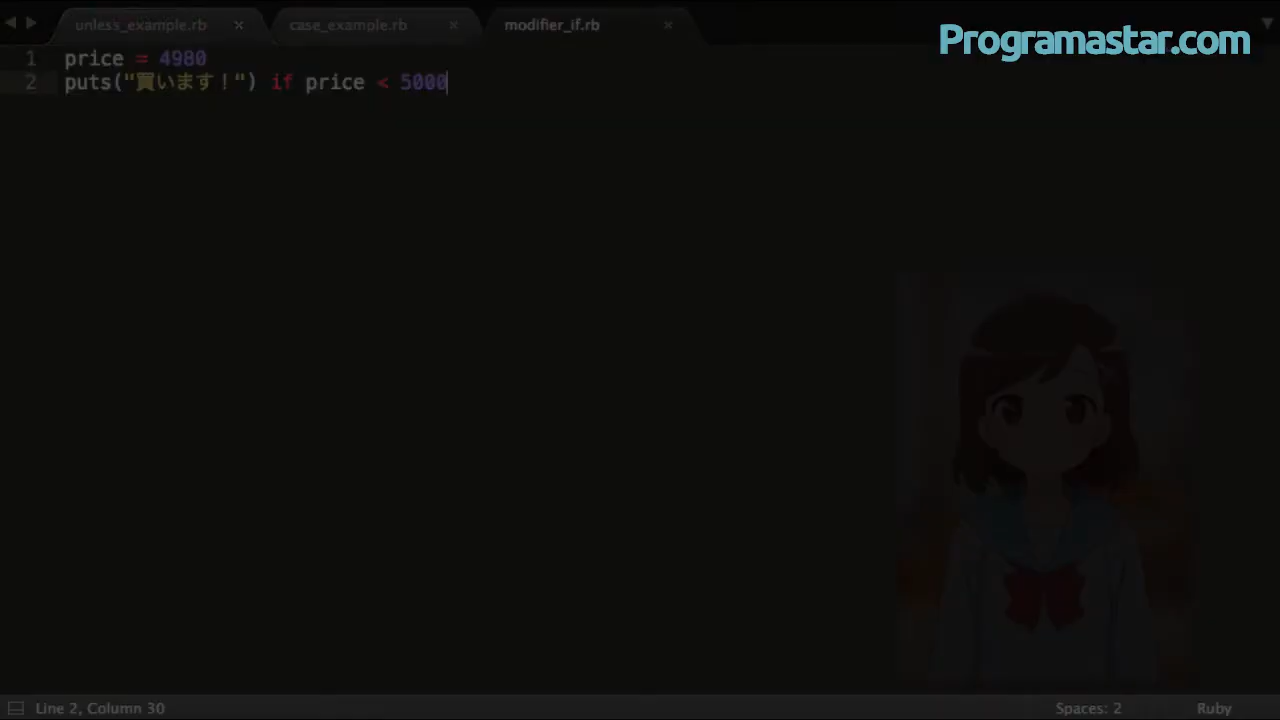 unless_example.rb × case_example.rb × modifier_if.rb ×
Programastar.com
1 price = 4980
2 puts("買います！") if price < 5000
Line 2, Column 30 Spaces: 2 Ruby